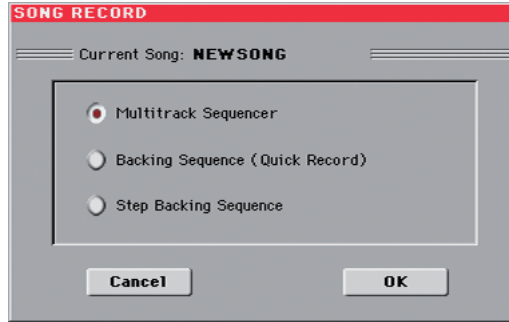 SONG RECORD
Current Song: NEWSONG
Multitrack Sequencer
Backing Sequence (Quick Record)
Step Backing Sequence
Cancel OK